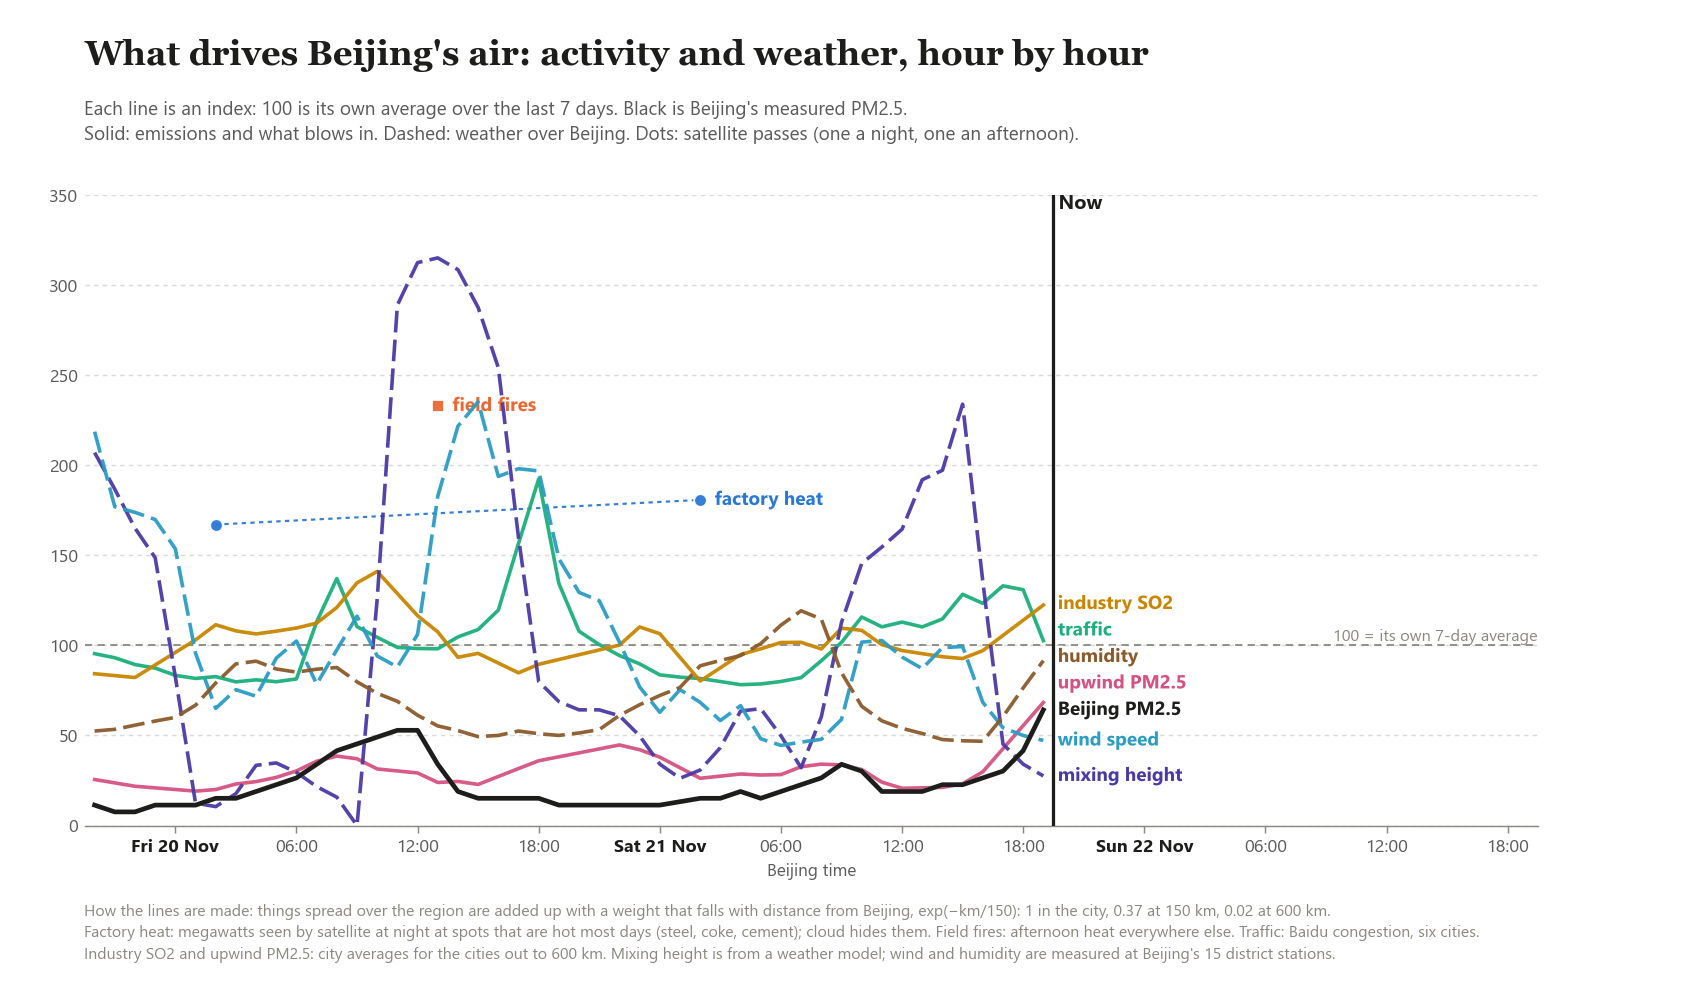 What drives Beijing's air: activity and weather, hour by hour
Each line is an index: 100 is its own average over the last 7 days. Black is Beijing's measured PM2.5.
Solid: emissions and what blows in. Dashed: weather over Beijing. Dots: satellite passes (one a night, one an afternoon).
350
Now
300
250
field fires
200
factory heat
150
industry SO2
traffic
100 = its own 7-day average
100
humidity
upwind PM2.5
Beijing PM2.5
50
wind speed
mixing height
0
Fri 20 Nov 06:00 12:00 18:00 Sat 21 Nov 06:00 12:00 18:00 Sun 22 Nov 06:00 12:00 18:00
Beijing time
How the lines are made: things spread over the region are added up with a weight that falls with distance from Beijing, exp(−km/150): 1 in the city, 0.37 at 150 km, 0.02 at 600 km.
Factory heat: megawatts seen by satellite at night at spots that are hot most days (steel, coke, cement); cloud hides them. Field fires: afternoon heat everywhere else. Traffic: Baidu congestion, six cities.
Industry SO2 and upwind PM2.5: city averages for the cities out to 600 km. Mixing height is from a weather model; wind and humidity are measured at Beijing's 15 district stations.